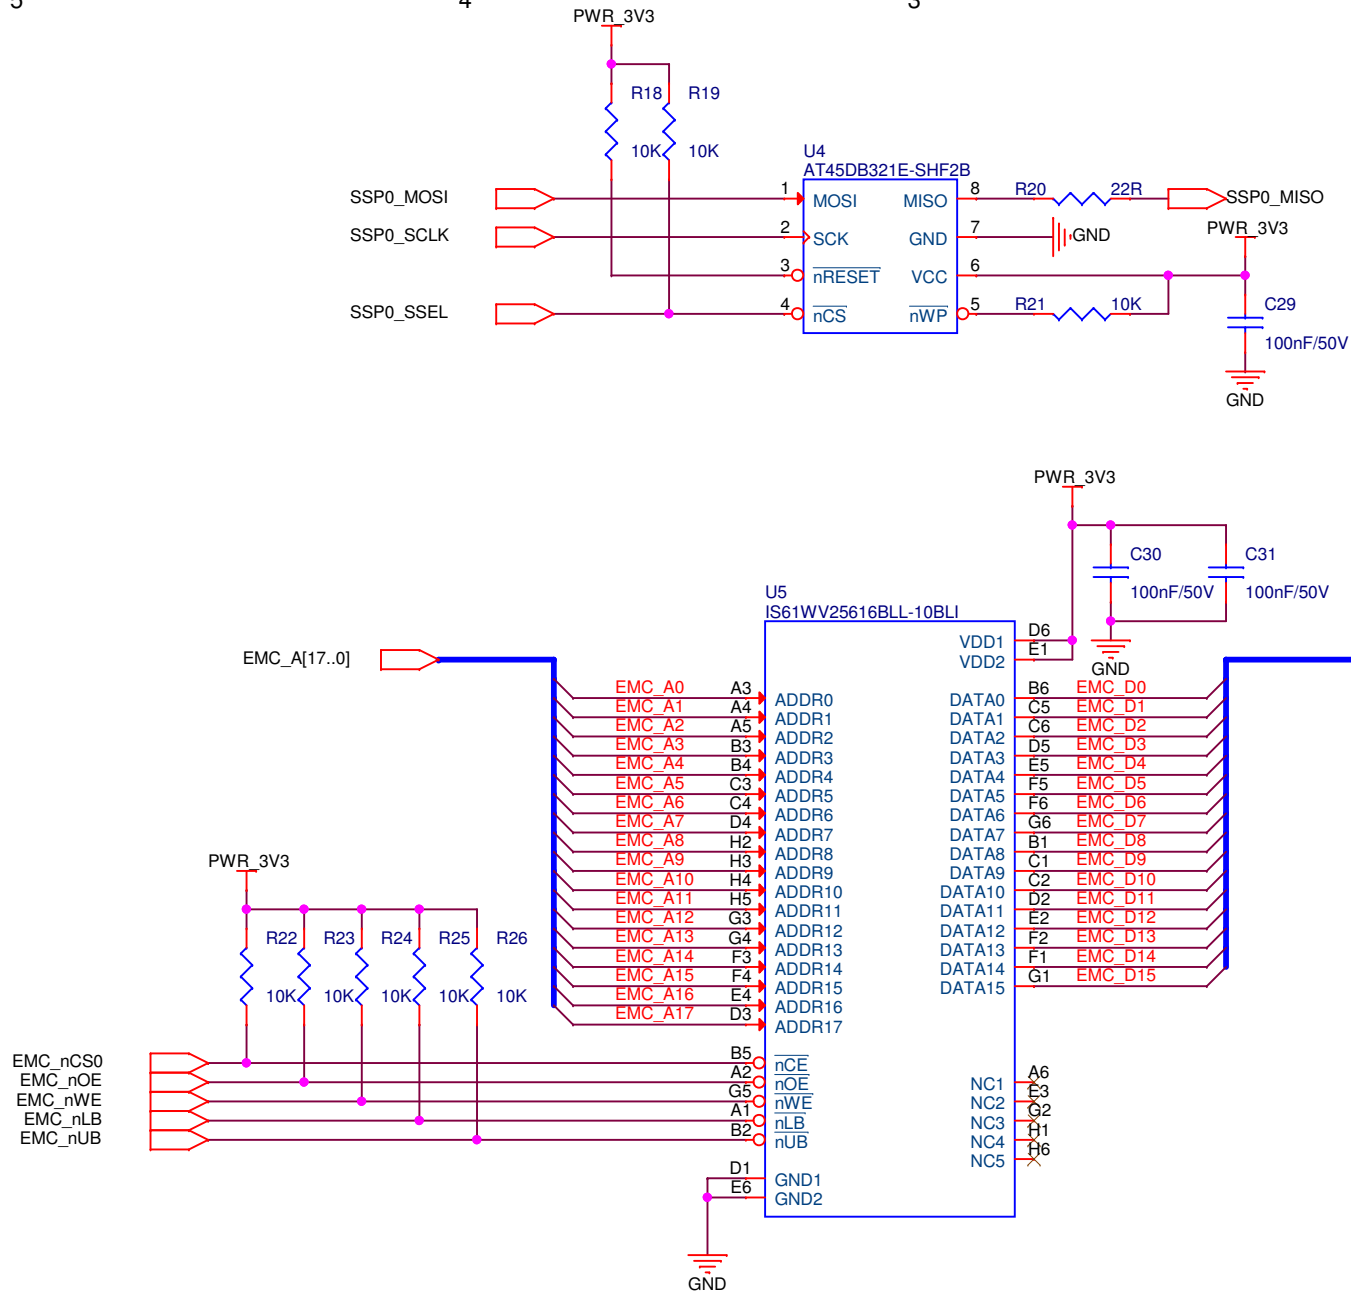 5 4 3
PWR_3V3
R18 R19
10K 10K
U4
AT45DB321E-SHF2B
SSP0_MOSI 1 MOSI MISO 8 R20 22R SSP0_MISO
SSP0_SCLK 2 SCK GND 7 GND PWR_3V3
3 nRESET VCC 6
SSP0_SSEL 4 nCS nWP 5 R21 10K C29
100nF/50V
GND
PWR_3V3
C30 C31
100nF/50V 100nF/50V
U5
IS61WV25616BLL-10BLI
VDD1 D6
VDD2 E1
GND
EMC_A[17..0]
EMC_A0 A3 ADDR0 DATA0 B6 EMC_D0
EMC_A1 A4 ADDR1 DATA1 C5 EMC_D1
EMC_A2 A5 ADDR2 DATA2 C6 EMC_D2
EMC_A3 B3 ADDR3 DATA3 D5 EMC_D3
EMC_A4 B4 ADDR4 DATA4 E5 EMC_D4
EMC_A5 C3 ADDR5 DATA5 F5 EMC_D5
EMC_A6 C4 ADDR6 DATA6 F6 EMC_D6
EMC_A7 D4 ADDR7 DATA7 G6 EMC_D7
EMC_A8 H2 ADDR8 DATA8 B1 EMC_D8
EMC_A9 H3 ADDR9 DATA9 C1 EMC_D9
EMC_A10 H4 ADDR10 DATA10 C2 EMC_D10
EMC_A11 H5 ADDR11 DATA11 D2 EMC_D11
EMC_A12 G3 ADDR12 DATA12 E2 EMC_D12
EMC_A13 G4 ADDR13 DATA13 F2 EMC_D13
EMC_A14 F3 ADDR14 DATA14 F1 EMC_D14
EMC_A15 F4 ADDR15 DATA15 G1 EMC_D15
EMC_A16 E4 ADDR16
EMC_A17 D3 ADDR17
PWR_3V3
R22 R23 R24 R25 R26
10K 10K 10K 10K 10K
EMC_nCS0 B5 nCE
EMC_nOE A2 nOE NC1 A6
EMC_nWE G5 nWE NC2 E3
EMC_nLB A1 nLB NC3 G2
EMC_nUB B2 nUB NC4 H1
NC5 H6
D1 GND1
E6 GND2
GND